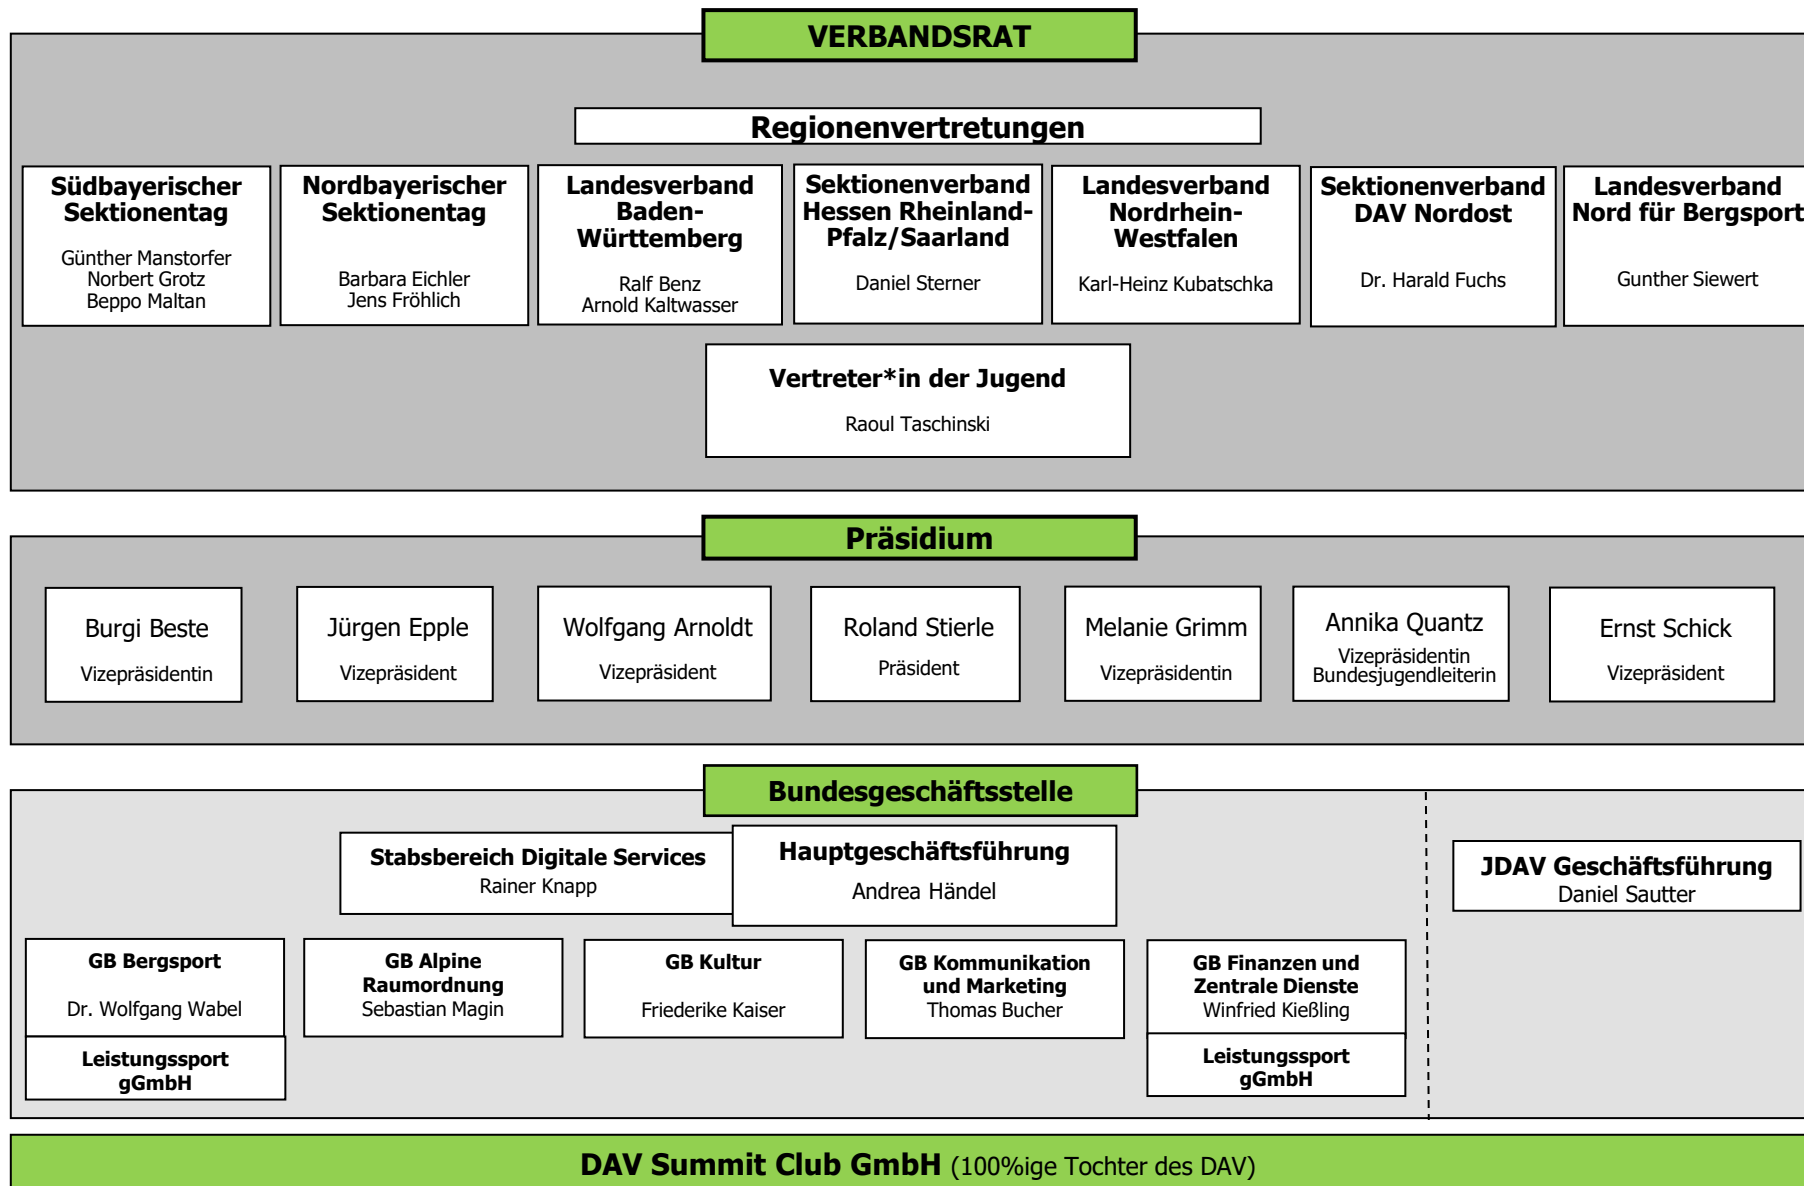 VERBANDSRAT
Regionenvertretungen
Südbayerischer
Sektionentag
Günther Manstorfer
Norbert Grotz
Beppo Maltan
Nordbayerischer
Sektionentag
Barbara Eichler
Jens Fröhlich
Landesverband
Baden-
Württemberg
Ralf Benz
Arnold Kaltwasser
Sektionenverband
Hessen Rheinland-
Pfalz/Saarland
Daniel Sterner
Landesverband
Nordrhein-
Westfalen
Karl-Heinz Kubatschka
Sektionenverband
DAV Nordost
Dr. Harald Fuchs
Landesverband
Nord für Bergsport
Gunther Siewert
Vertreter*in der Jugend
Raoul Taschinski
Präsidium
Burgi Beste
Vizepräsidentin
Jürgen Epple
Vizepräsident
Wolfgang Arnoldt
Vizepräsident
Roland Stierle
Präsident
Melanie Grimm
Vizepräsidentin
Annika Quantz
Vizepräsidentin
Bundesjugendleiterin
Ernst Schick
Vizepräsident
Bundesgeschäftsstelle
Stabsbereich Digitale Services
Rainer Knapp
Hauptgeschäftsführung
Andrea Händel
JDAV Geschäftsführung
Daniel Sautter
GB Bergsport
Dr. Wolfgang Wabel
Leistungssport
gGmbH
GB Alpine
Raumordnung
Sebastian Magin
GB Kultur
Friederike Kaiser
GB Kommunikation
und Marketing
Thomas Bucher
GB Finanzen und
Zentrale Dienste
Winfried Kießling
Leistungssport
gGmbH
DAV Summit Club GmbH (100%ige Tochter des DAV)